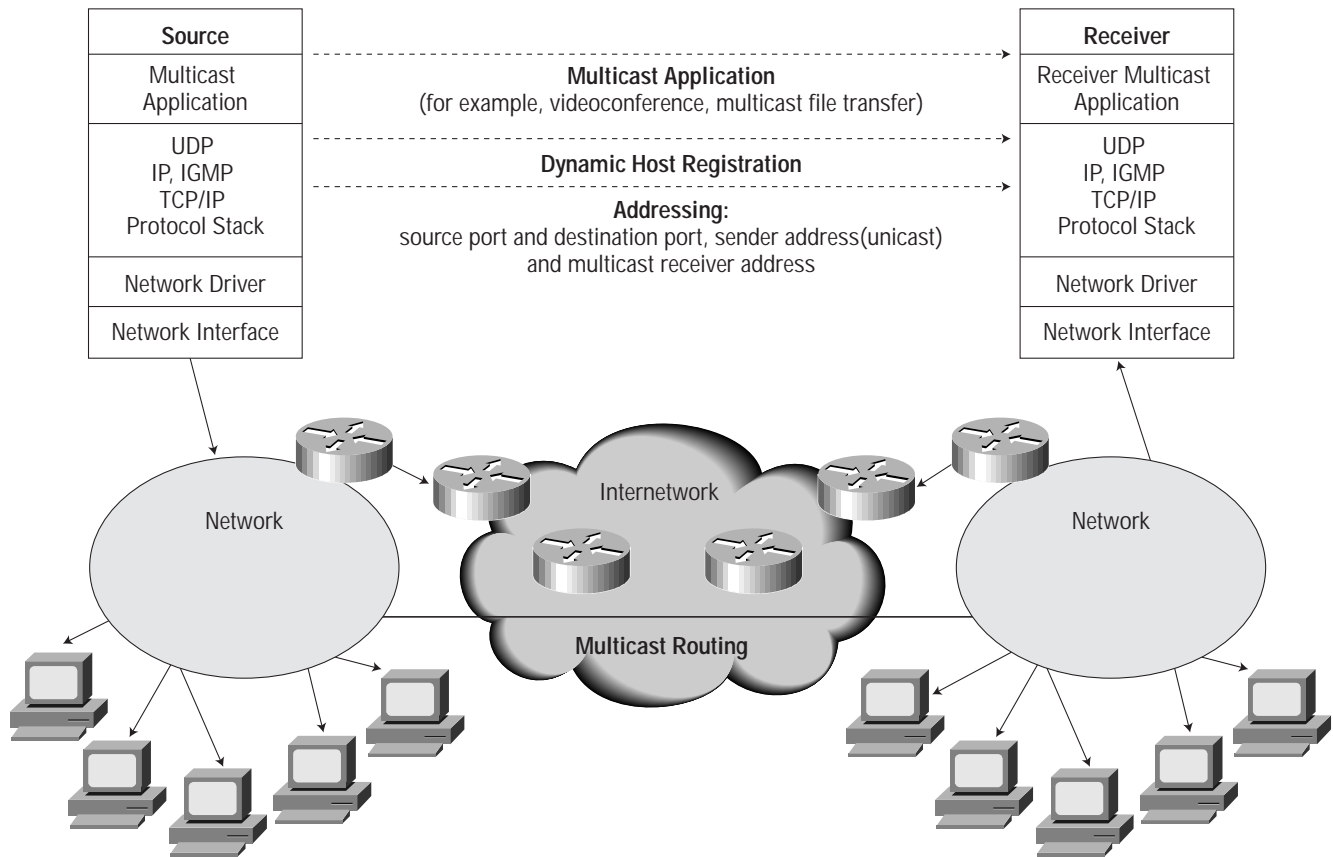 Source
Multicast
Application
UDP
IP, IGMP
TCP/IP
Protocol Stack
Network Driver
Network Interface
Multicast Application
(for example, videoconference, multicast file transfer)
Dynamic Host Registration
Addressing:
source port and destination port, sender address(unicast)
and multicast receiver address
Receiver
Receiver Multicast
Application
UDP
IP, IGMP
TCP/IP
Protocol Stack
Network Driver
Network Interface
Network
Internetwork
Multicast Routing
Network